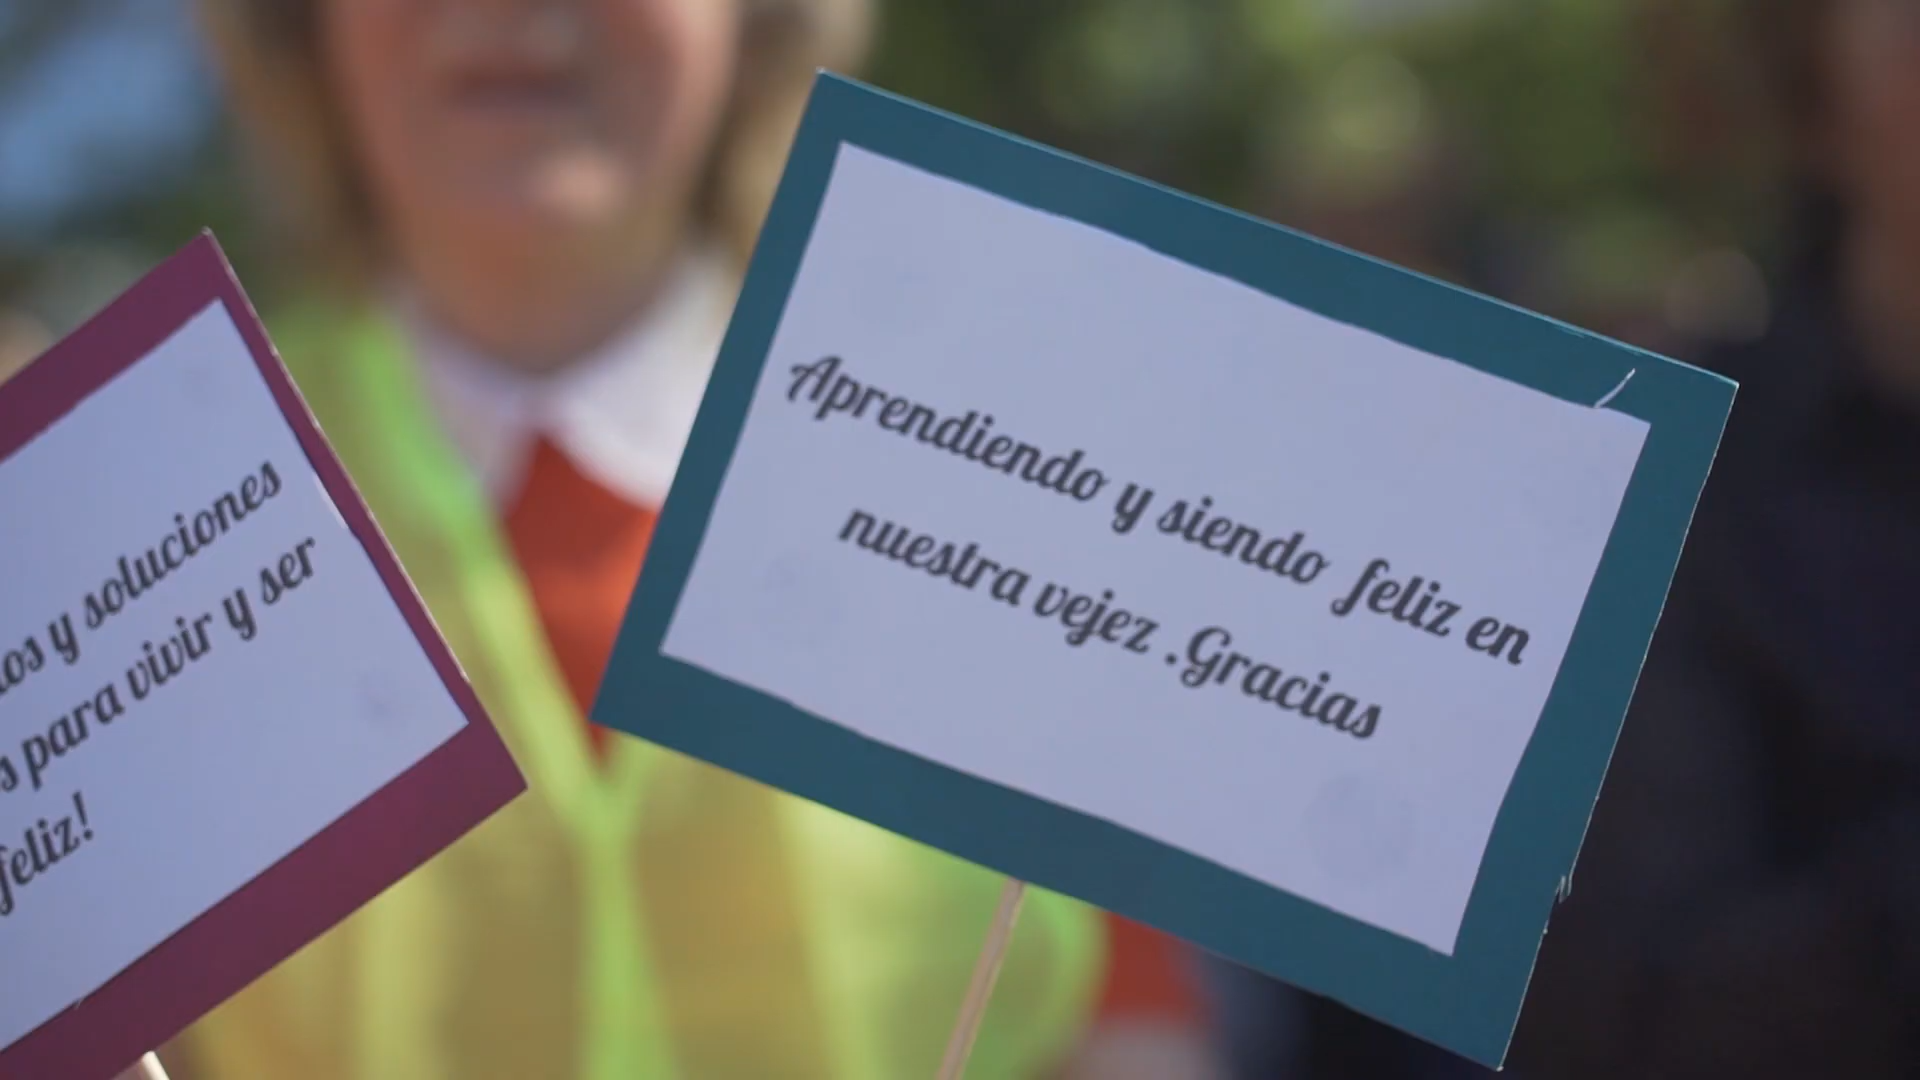 y soluciones
para vivir y ser
feliz!
Aprendiendo y siendo feliz en
nuestra vejez .Gracias